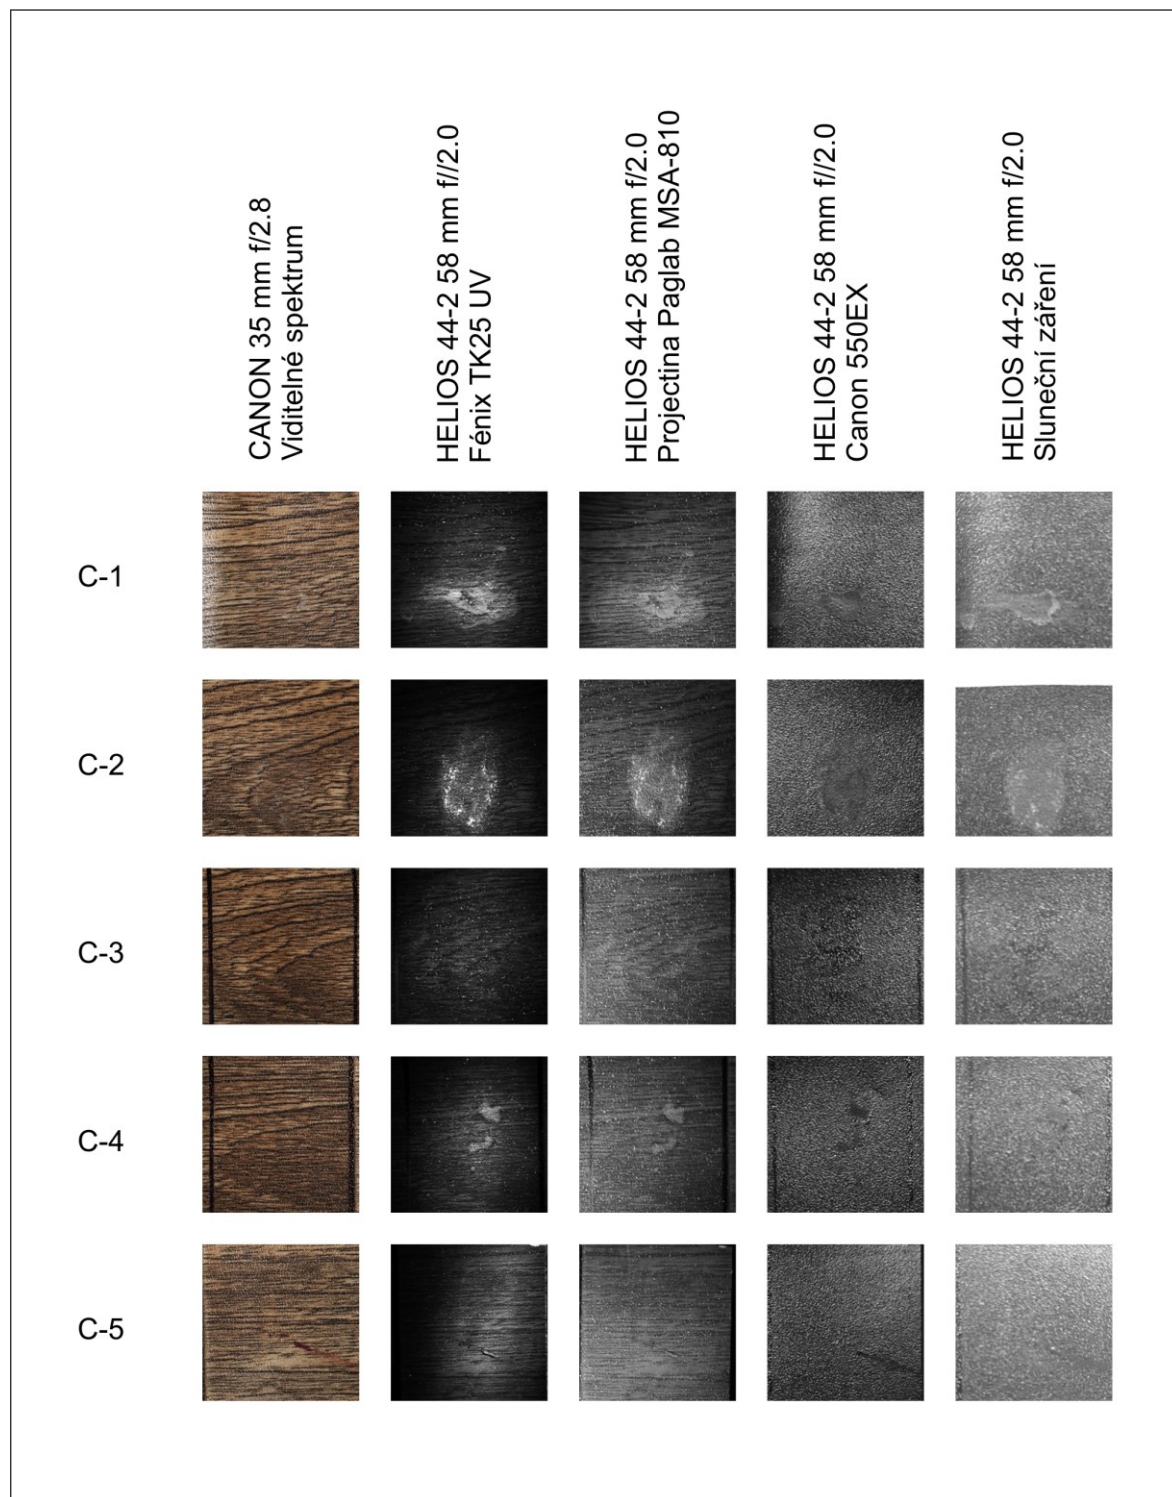 CANON 35 mm f/2.8
Viditelné spektrum
HELIOS 44-2 58 mm f//2.0
Fénix TK25 UV
HELIOS 44-2 58 mm f/2.0
Projectina Paglab MSA-810
HELIOS 44-2 58 mm f//2.0
Canon 550EX
HELIOS 44-2 58 mm f/2.0
Sluneční záření
C-1
C-2
C-3
C-4
C-5